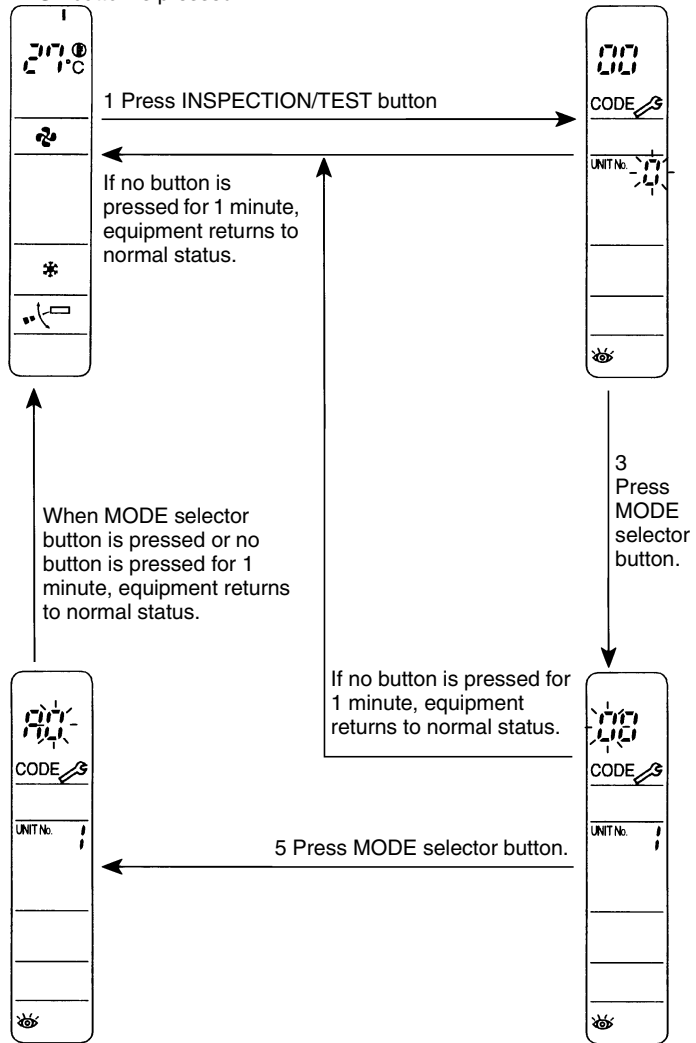 27°C
1 Press INSPECTION/TEST button
00
CODE
UNIT No. 0
If no button is
pressed for 1 minute,
equipment returns to
normal status.
3
Press
MODE
selector
button.
When MODE selector
button is pressed or no
button is pressed for 1
minute, equipment returns
to normal status.
If no button is pressed for
1 minute, equipment
returns to normal status.
A0
CODE
UNIT No. 1
5 Press MODE selector button.
00
CODE
UNIT No. 1